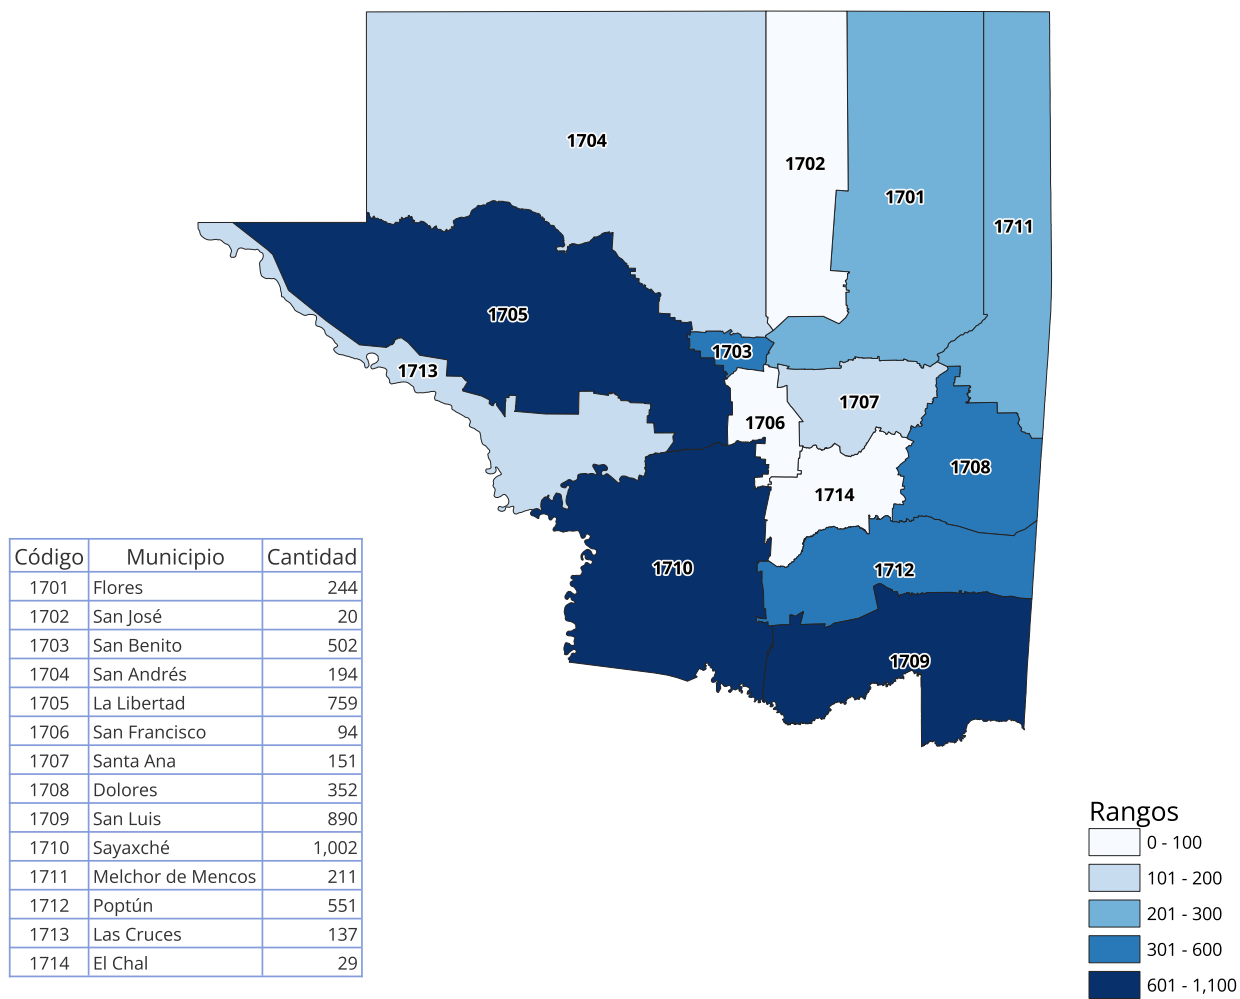 1704
1702
1701
1711
1705
1703
1713
1707
1706
1708
1714
1710
1712
1709
Código Municipio Cantidad
1701 Flores 244
1702 San José 20
1703 San Benito 502
1704 San Andrés 194
1705 La Libertad 759
1706 San Francisco 94
1707 Santa Ana 151
1708 Dolores 352
1709 San Luis 890
1710 Sayaxché 1,002
1711 Melchor de Mencos 211
1712 Poptún 551
1713 Las Cruces 137
1714 El Chal 29
Rangos
0 - 100
101 - 200
201 - 300
301 - 600
601 - 1,100